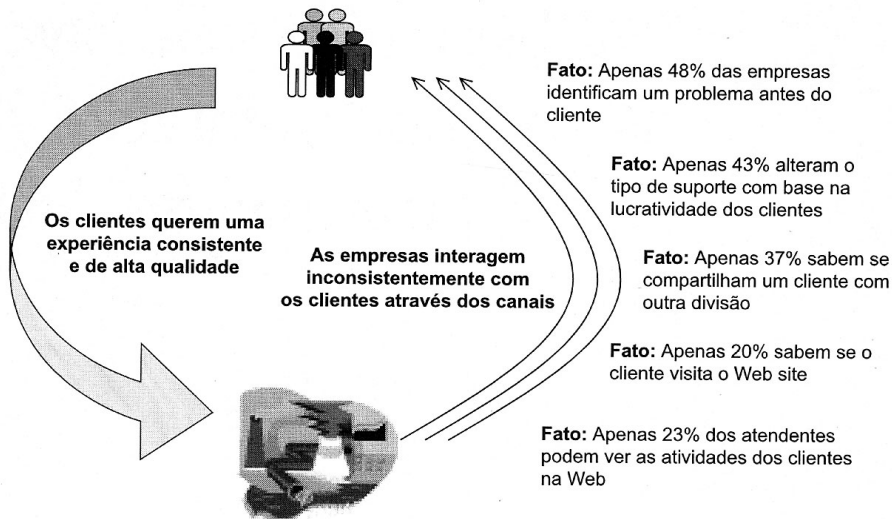 Fato: Apenas 48% das empresas
identificam um problema antes do
cliente
Fato: Apenas 43% alteram o
tipo de suporte com base na
lucratividade dos clientes
Os clientes querem uma
experiência consistente
e de alta qualidade
As empresas interagem
inconsistentemente com
os clientes através dos canais
Fato: Apenas 37% sabem se
compartilham um cliente com
outra divisão
Fato: Apenas 20% sabem se o
cliente visita o Web site
Fato: Apenas 23% dos atendentes
podem ver as atividades dos clientes
na Web